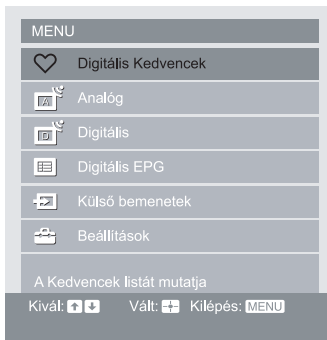 MENU
Digitális Kedvencek
Analóg
Digitális
Digitális EPG
Külső bemenetek
Beállítások
A Kedvencek listát mutatja
Kivál: Vált: Kilépés: MENU